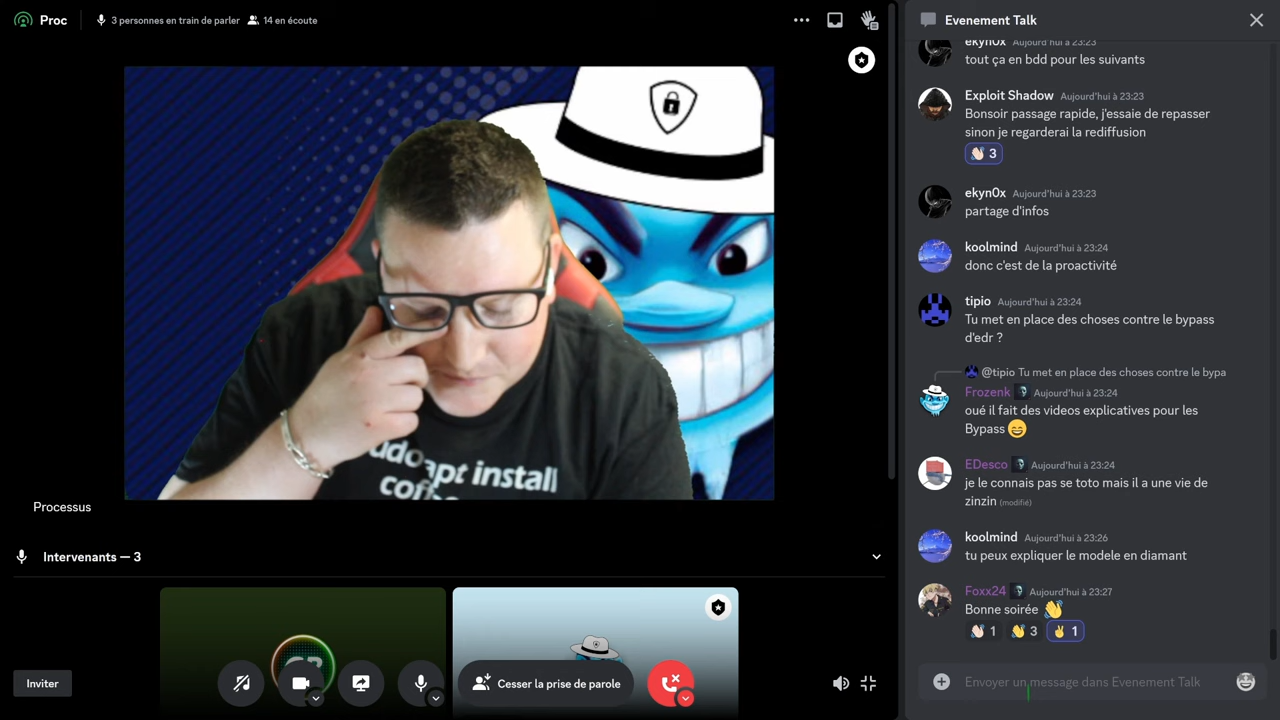 Proc
3 personnes en train de parler
14 en écoute
Evenement Talk
ekyn0x Aujourd'hui à 23:23
tout ça en bdd pour les suivants
Exploit Shadow Aujourd'hui à 23:23
Bonsoir passage rapide, j'essaie de repasser
sinon je regarderai la rediffusion
3
ekyn0x Aujourd'hui à 23:23
partage d'infos
koolmind Aujourd'hui à 23:24
donc c'est de la proactivité
tipio Aujourd'hui à 23:24
Tu met en place des choses contre le bypass
d'edr ?
@tipio Tu met en place des choses contre le bypa
Frozenk Aujourd'hui à 23:24
oué il fait des videos explicatives pour les
Bypass
EDesco Aujourd'hui à 23:24
je le connais pas se toto mais il a une vie de
zinzin (modifié)
koolmind Aujourd'hui à 23:26
tu peux expliquer le modele en diamant
Foxx24 Aujourd'hui à 23:27
Bonne soirée
1 3 1
Envoyer un message dans Evenement Talk
apt install
Processus
Intervenants — 3
Inviter
Cesser la prise de parole